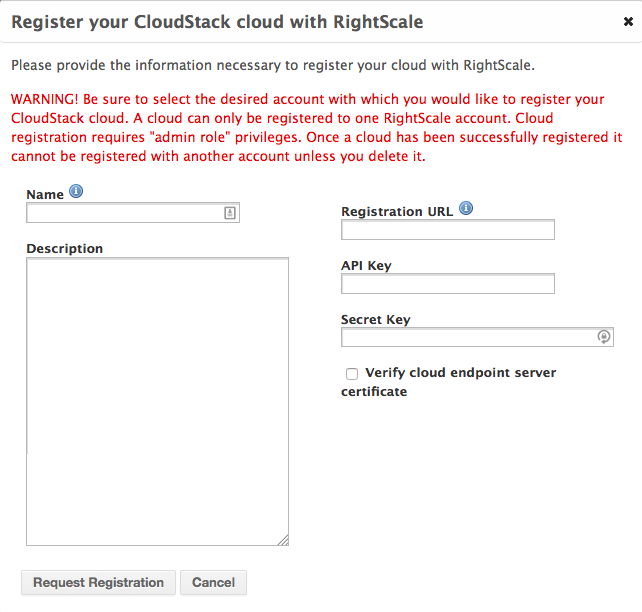 Register your CloudStack cloud with RightScale
Please provide the information necessary to register your cloud with RightScale.
WARNING! Be sure to select the desired account with which you would like to register your
CloudStack cloud. A cloud can only be registered to one RightScale account. Cloud
registration requires "admin role" privileges. Once a cloud has been successfully registered it
cannot be registered with another account unless you delete it.
Name
Description
Registration URL
API Key
Secret Key
Verify cloud endpoint server
certificate
Request Registration
Cancel